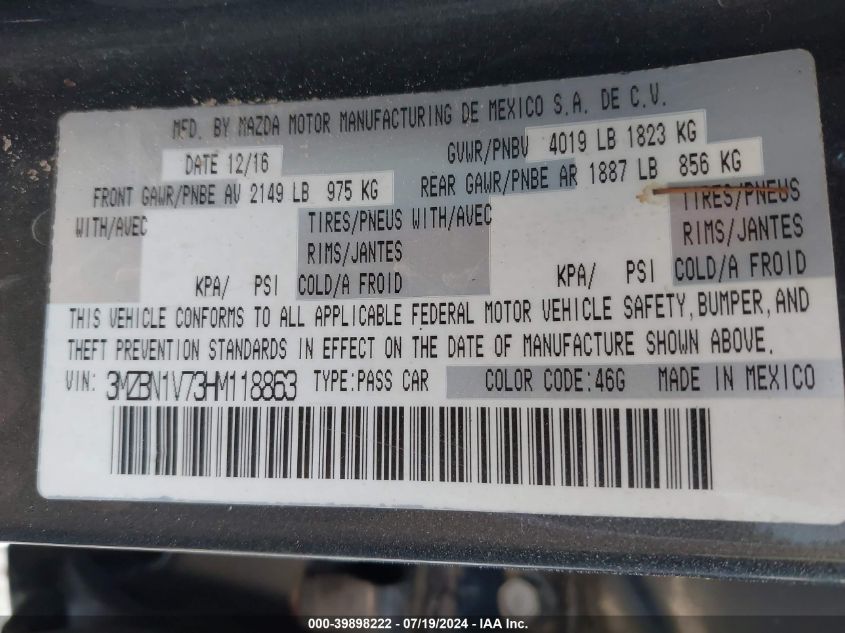 MFD. BY MAZDA MOTOR MANUFACTURING DE MEXICO S.A. DE C.V.
DATE 12/16 GVWR/PNBV 4019 LB 1823 KG
FRONT GAWR/PNBE AV 2149 LB 975 KG REAR GAWR/PNBE AR 1887 LB 856 KG
WITH/AVEC TIRES/PNEUS WITH/AVEC TIRES/PNEUS
RIMS/JANTES RIMS/JANTES
KPA/ PSI COLD/A FROID KPA/ PSI COLD/A FROID
THIS VEHICLE CONFORMS TO ALL APPLICABLE FEDERAL MOTOR VEHICLE SAFETY, BUMPER, AND
THEFT PREVENTION STANDARDS IN EFFECT ON THE DATE OF MANUFACTURE SHOWN ABOVE.
VIN: 3MZBN1V73HM118863 TYPE:PASS CAR COLOR CODE:46G MADE IN MEXICO
000-39898222 - 07/19/2024 - IAA Inc.